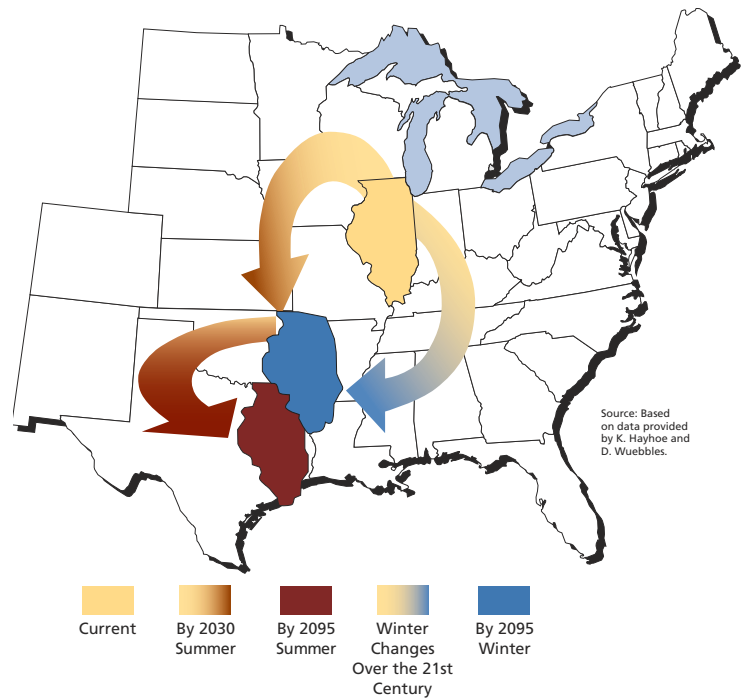 Source: Based
on data provided
by K. Hayhoe and
D. Wuebbles.
Current
By 2030
Summer
By 2095
Summer
Winter
Changes
Over the 21st
Century
By 2095
Winter